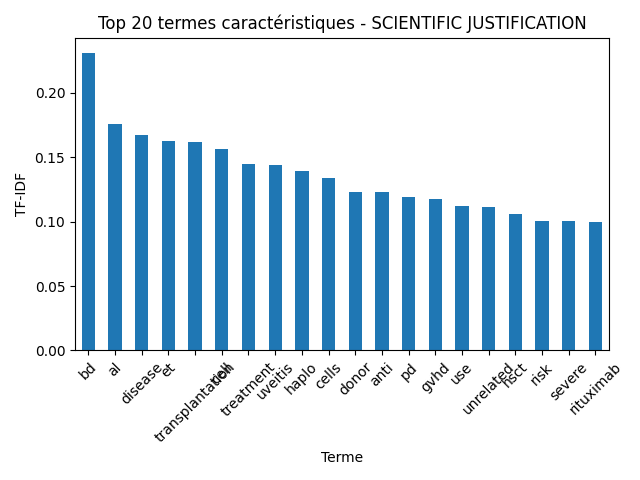 Top 20 termes caractéristiques - SCIENTIFIC JUSTIFICATION
TF-IDF
0.20
0.15
0.10
0.05
0.00
bd
al
disease
et
transplantation
cell
treatment
uveitis
haplo
cells
donor
anti
pd
gvhd
use
unrelated
hsct
risk
severe
rituximab
Terme